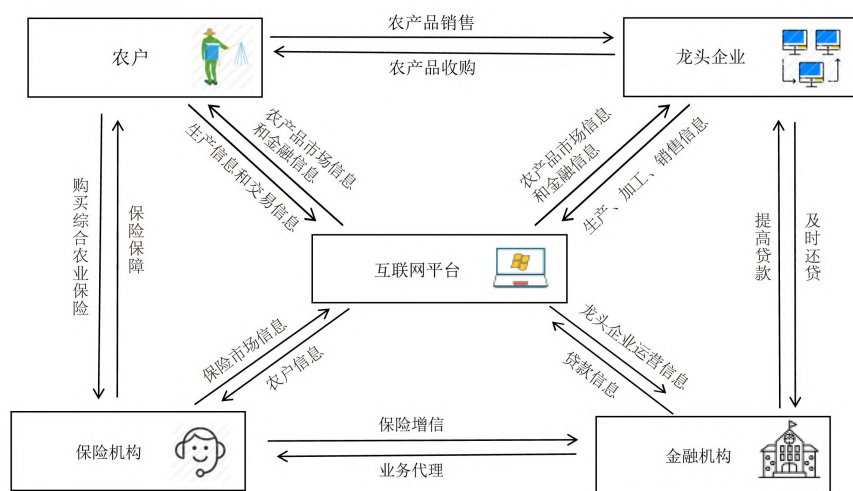 农产品销售
农户
龙头企业
农产品收购
农产品市场信息
和金融信息
生产信息和交易信息
农产品市场信息
和金融信息
生产、加工、销售信息
购买综合农业保险
保险保障
提高贷款
及时还贷
互联网平台
保险市场信息
农户信息
龙头企业运营信息
贷款信息
保险机构
保险增信
业务代理
金融机构